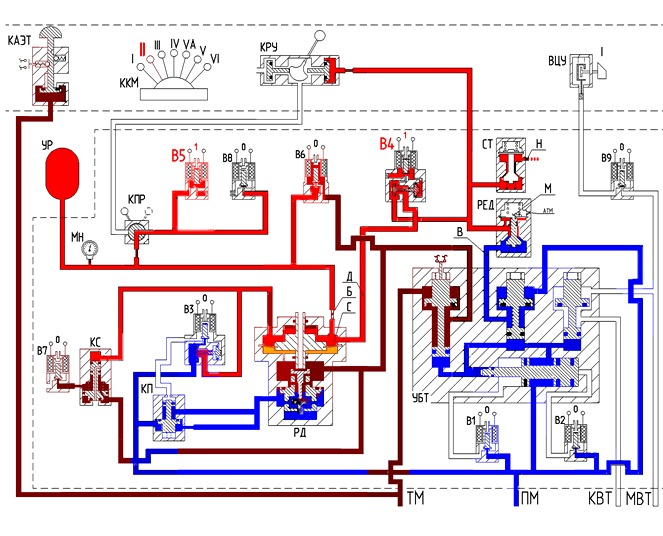 КАЭТ
I II III IV VА V VI
ККМ
КРУ
ВЦУ I
УР
В5 1
В8 0
В6 0
В4 1
СТ Н
В9 0
КПР
РЕД М
АТМ
МН
В
Д
Б
С
В7 0
КС
В3 0
КП
РД
УБТ
В1 0
В2 0
ТМ
ПМ
КВТ
МВТ